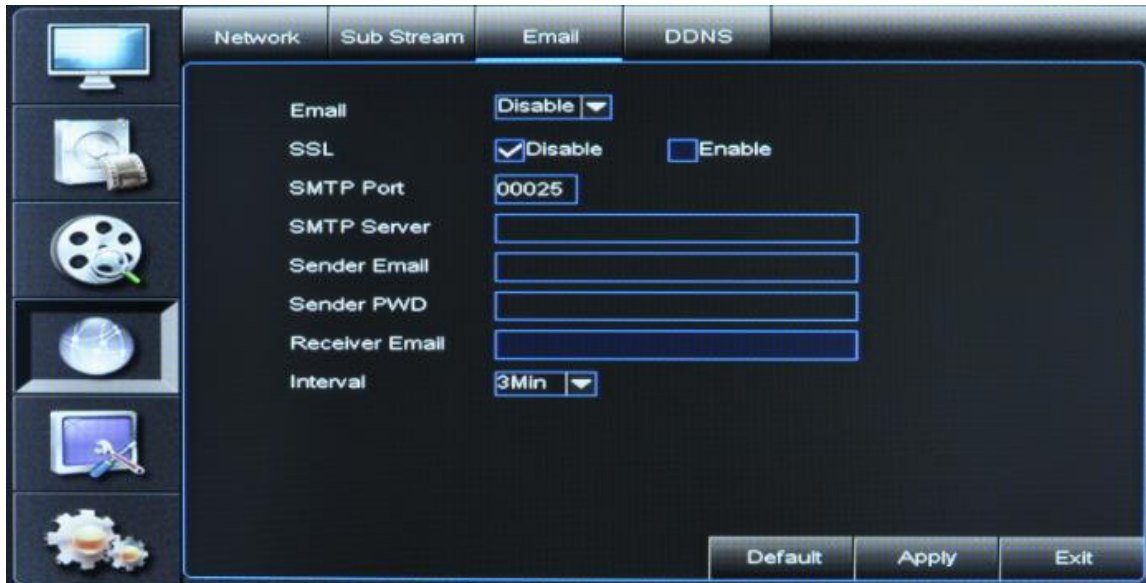 Network Sub Stream Email DDNS
Email Disable
SSL Disable Enable
SMTP Port 00025
SMTP Server
Sender Email
Sender PWD
Receiver Email
Interval 3Min
Default Apply Exit